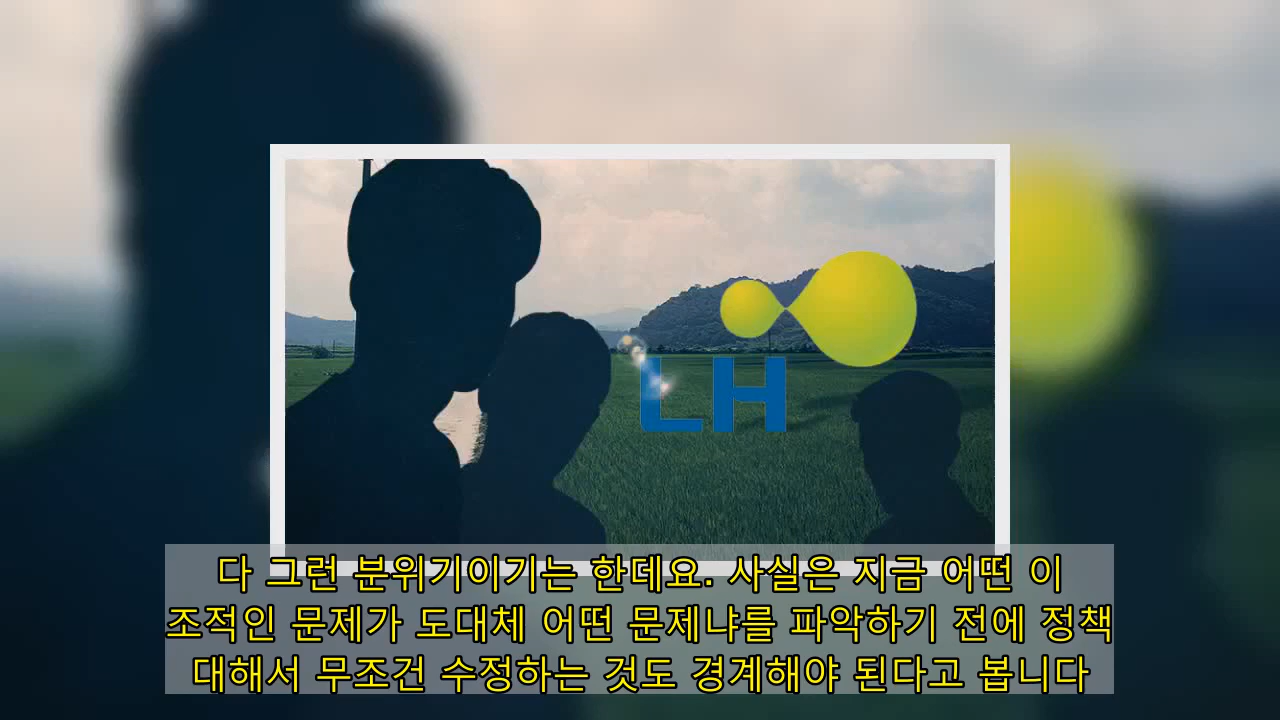 LH
다 그런 분위기이기는 한데요. 사실은 지금 어떤 이
조적인 문제가 도대체 어떤 문제냐를 파악하기 전에 정책
대해서 무조건 수정하는 것도 경계해야 된다고 봅니다